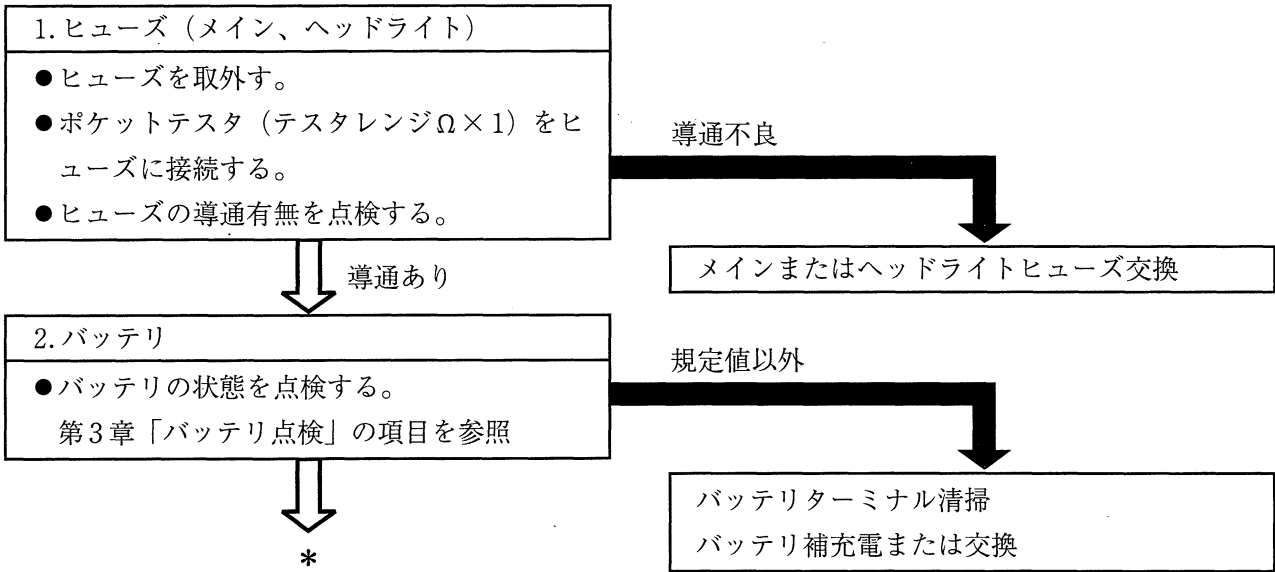 1.ヒューズ（メイン、ヘッドライト）
●ヒューズを取外す。
●ポケットテスタ（テスタレンジΩ×1）をヒ
ューズに接続する。
●ヒューズの導通有無を点検する。
導通不良
メインまたはヘッドライトヒューズ交換
導通あり
2.バッテリ
●バッテリの状態を点検する。
第3章「バッテリ点検」の項目を参照
規定値以外
バッテリターミナル清掃
バッテリ補充電または交換
*